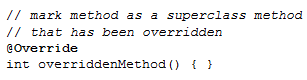 // mark method as a superclass method
// that has been overridden
@Override
int overriddenMethod() { }